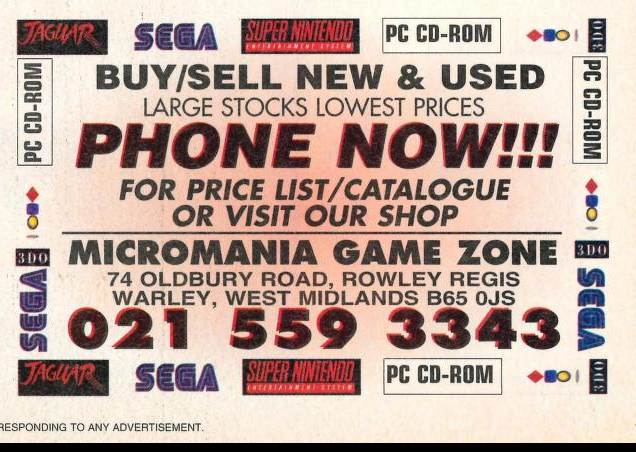 JAGUAR SEGA SUPER NINTENDO PC CD-ROM 3DO
ENTERTAINMENT SYSTEM
PC CD-ROM
BUY/SELL NEW & USED
PC CD-ROM
LARGE STOCKS LOWEST PRICES
PHONE NOW!!!
FOR PRICE LIST/CATALOGUE
OR VISIT OUR SHOP
3DO
MICROMANIA GAME ZONE
3DO
74 OLDBURY ROAD, ROWLEY REGIS
WARLEY, WEST MIDLANDS B65 0JS
SEGA
021 559 3343
SEGA
JAGUAR SEGA SUPER NINTENDO PC CD-ROM 3DO
ENTERTAINMENT SYSTEM
RESPONDING TO ANY ADVERTISEMENT.